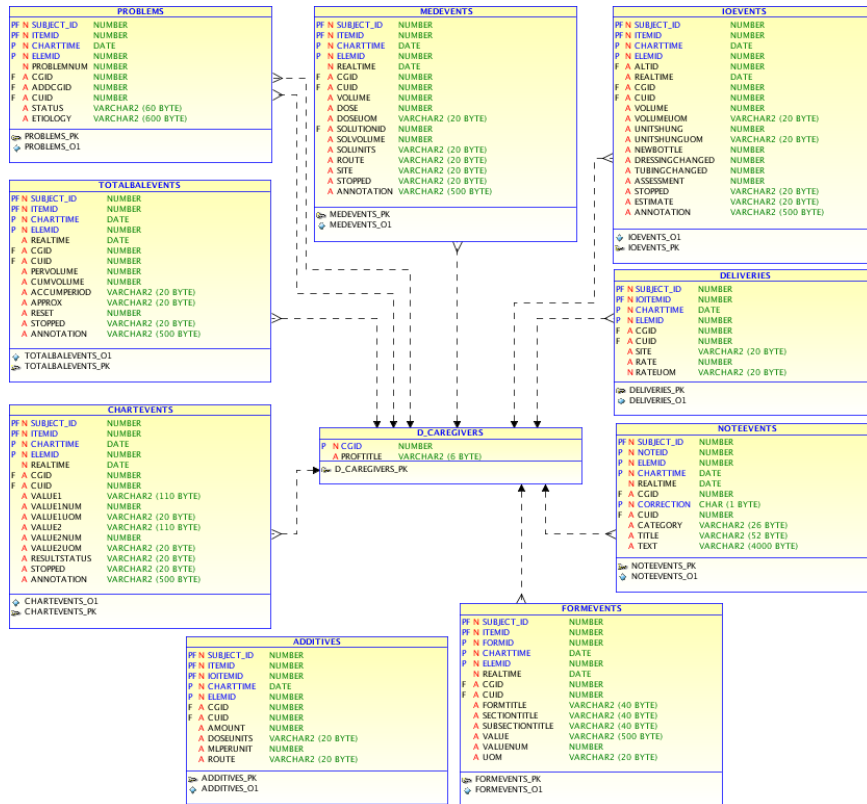 PROBLEMS
PF N SUBJECT_ID NUMBER
PF N ITEMID NUMBER
P N CHARTTIME DATE
P N ELEMID NUMBER
N PROBLEMNUM NUMBER
F A CGID NUMBER
F A ADDCGID NUMBER
F A CUID NUMBER
A STATUS VARCHAR2 (60 BYTE)
A ETIOLOGY VARCHAR2 (600 BYTE)
PROBLEMS_PK
PROBLEMS_O1
MEDEVENTS
PF N SUBJECT_ID NUMBER
PF N ITEMID NUMBER
P N CHARTTIME DATE
P N ELEMID NUMBER
N REALTIME DATE
F A CGID NUMBER
F A CUID NUMBER
A VOLUME NUMBER
A DOSE NUMBER
A DOSEUOM VARCHAR2 (20 BYTE)
F A SOLUTIONID NUMBER
A SOLVOLUME NUMBER
A SOLUNITS VARCHAR2 (20 BYTE)
A ROUTE VARCHAR2 (20 BYTE)
A SITE VARCHAR2 (20 BYTE)
A STOPPED VARCHAR2 (20 BYTE)
A ANNOTATION VARCHAR2 (500 BYTE)
MEDEVENTS_PK
MEDEVENTS_O1
IOEVENTS
PF N SUBJECT_ID NUMBER
PF N ITEMID NUMBER
P N CHARTTIME DATE
P N ELEMID NUMBER
F A ALTID NUMBER
A REALTIME DATE
F A CGID NUMBER
F A CUID NUMBER
A VOLUME NUMBER
A VOLUMEUOM VARCHAR2 (20 BYTE)
A UNITSHUNG NUMBER
A UNITSHUNGUOM VARCHAR2 (20 BYTE)
A NEWBOTTLE NUMBER
A DRESSINGCHANGED NUMBER
A TUBINGCHANGED NUMBER
A ASSESSMENT NUMBER
A STOPPED VARCHAR2 (20 BYTE)
A ESTIMATE VARCHAR2 (20 BYTE)
A ANNOTATION VARCHAR2 (500 BYTE)
IOEVENTS_O1
IOEVENTS_PK
TOTALBALEVENTS
PF N SUBJECT_ID NUMBER
PF N ITEMID NUMBER
P N CHARTTIME DATE
P N ELEMID NUMBER
A REALTIME DATE
F A CGID NUMBER
F A CUID NUMBER
A PERVOLUME NUMBER
A CUMVOLUME NUMBER
A ACCUMPERIOD VARCHAR2 (20 BYTE)
A APPROX VARCHAR2 (20 BYTE)
A RESET NUMBER
A STOPPED VARCHAR2 (20 BYTE)
A ANNOTATION VARCHAR2 (500 BYTE)
TOTALBALEVENTS_O1
TOTALBALEVENTS_PK
DELIVERIES
PF N SUBJECT_ID NUMBER
PF N IOITEMID NUMBER
P N CHARTTIME DATE
P N ELEMID NUMBER
F A CGID NUMBER
F A CUID NUMBER
A SITE VARCHAR2 (20 BYTE)
A RATE NUMBER
N RATEUOM VARCHAR2 (20 BYTE)
DELIVERIES_PK
DELIVERIES_O1
CHARTEVENTS
PF N SUBJECT_ID NUMBER
PF N ITEMID NUMBER
P N CHARTTIME DATE
P N ELEMID NUMBER
N REALTIME DATE
F A CGID NUMBER
F A CUID NUMBER
A VALUE1 VARCHAR2 (110 BYTE)
A VALUE1NUM NUMBER
A VALUE1UOM VARCHAR2 (20 BYTE)
A VALUE2 VARCHAR2 (110 BYTE)
A VALUE2NUM NUMBER
A VALUE2UOM VARCHAR2 (20 BYTE)
A RESULTSTATUS VARCHAR2 (20 BYTE)
A STOPPED VARCHAR2 (20 BYTE)
A ANNOTATION VARCHAR2 (500 BYTE)
CHARTEVENTS_O1
CHARTEVENTS_PK
D_CAREGIVERS
P N CGID NUMBER
A PROFTITLE VARCHAR2 (6 BYTE)
D_CAREGIVERS_PK
NOTEEVENTS
PF N SUBJECT_ID NUMBER
P N NOTEID NUMBER
P N ELEMID NUMBER
P N CHARTTIME DATE
N REALTIME DATE
F A CGID NUMBER
P N CORRECTION CHAR (1 BYTE)
F A CUID NUMBER
A CATEGORY VARCHAR2 (26 BYTE)
A TITLE VARCHAR2 (52 BYTE)
A TEXT VARCHAR2 (4000 BYTE)
NOTEEVENTS_PK
NOTEEVENTS_O1
ADDITIVES
PF N SUBJECT_ID NUMBER
PF N ITEMID NUMBER
PF N IOITEMID NUMBER
P N CHARTTIME DATE
P N ELEMID NUMBER
F A CGID NUMBER
F A CUID NUMBER
A AMOUNT NUMBER
A DOSEUNITS VARCHAR2 (20 BYTE)
A MLPERUNIT NUMBER
A ROUTE VARCHAR2 (20 BYTE)
ADDITIVES_PK
ADDITIVES_O1
FORMEVENTS
PF N SUBJECT_ID NUMBER
PF N ITEMID NUMBER
P N FORMID NUMBER
P N CHARTTIME DATE
P N ELEMID NUMBER
N REALTIME DATE
F A CGID NUMBER
F A CUID NUMBER
A FORMTITLE VARCHAR2 (40 BYTE)
A SECTIONTITLE VARCHAR2 (40 BYTE)
A SUBSECTIONTITLE VARCHAR2 (40 BYTE)
A VALUE VARCHAR2 (500 BYTE)
A VALUENUM NUMBER
A UOM VARCHAR2 (20 BYTE)
FORMEVENTS_PK
FORMEVENTS_O1